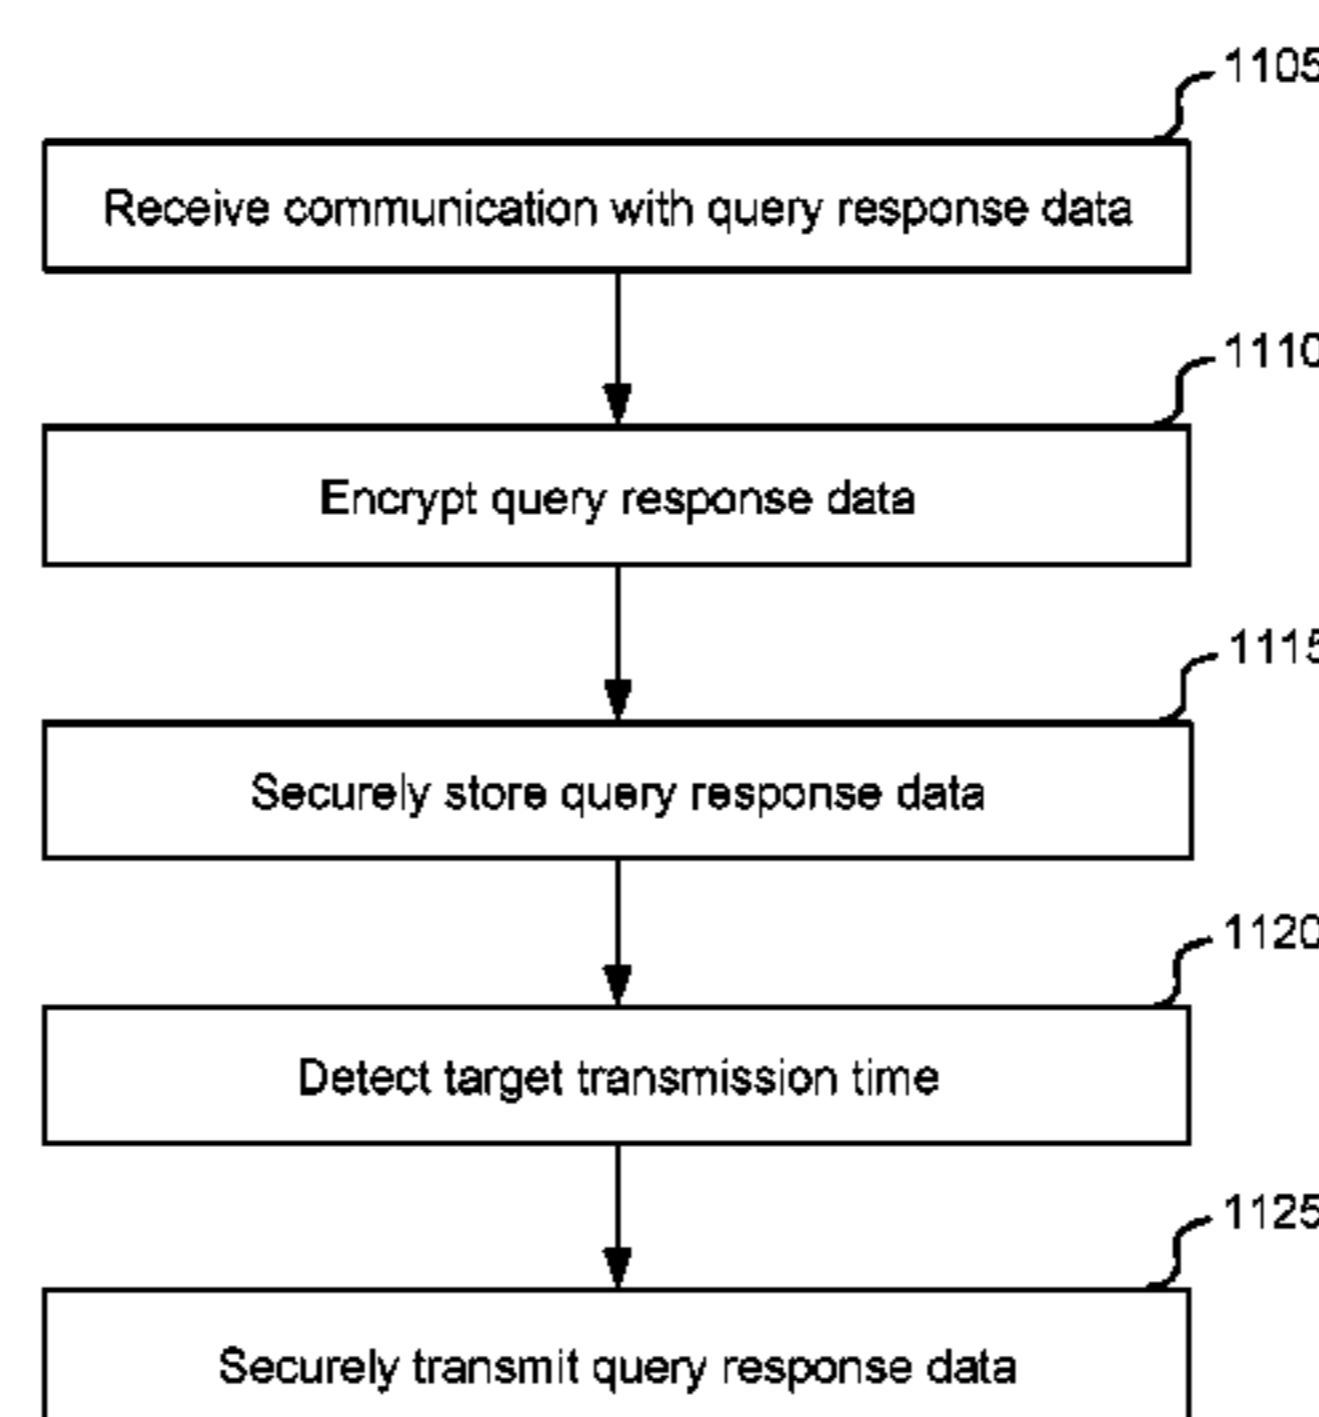 1105
Receive communication with query response data
1110
Encrypt query response data
1115
Securely store query response data
1120
Detect target transmission time
1125
Securely transmit query response data